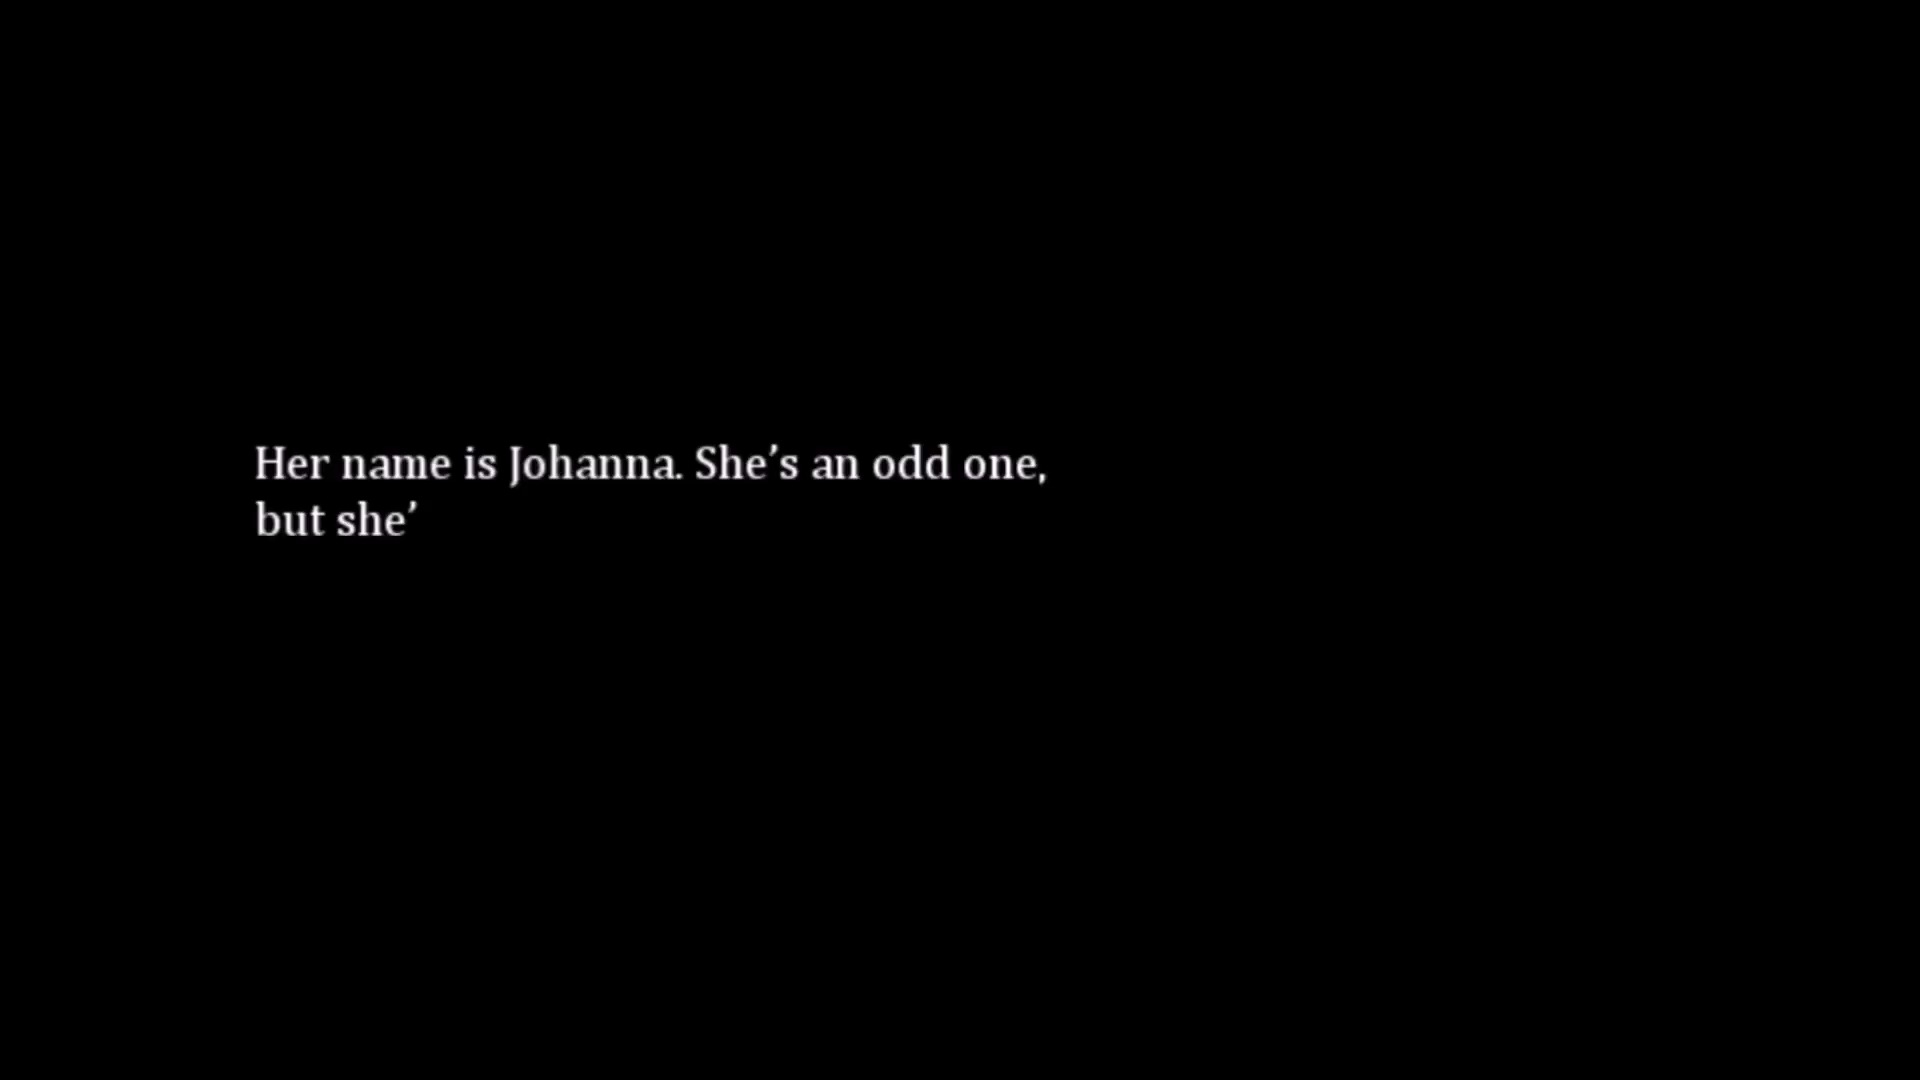 Her name is Johanna. She’s an odd one,
but she’